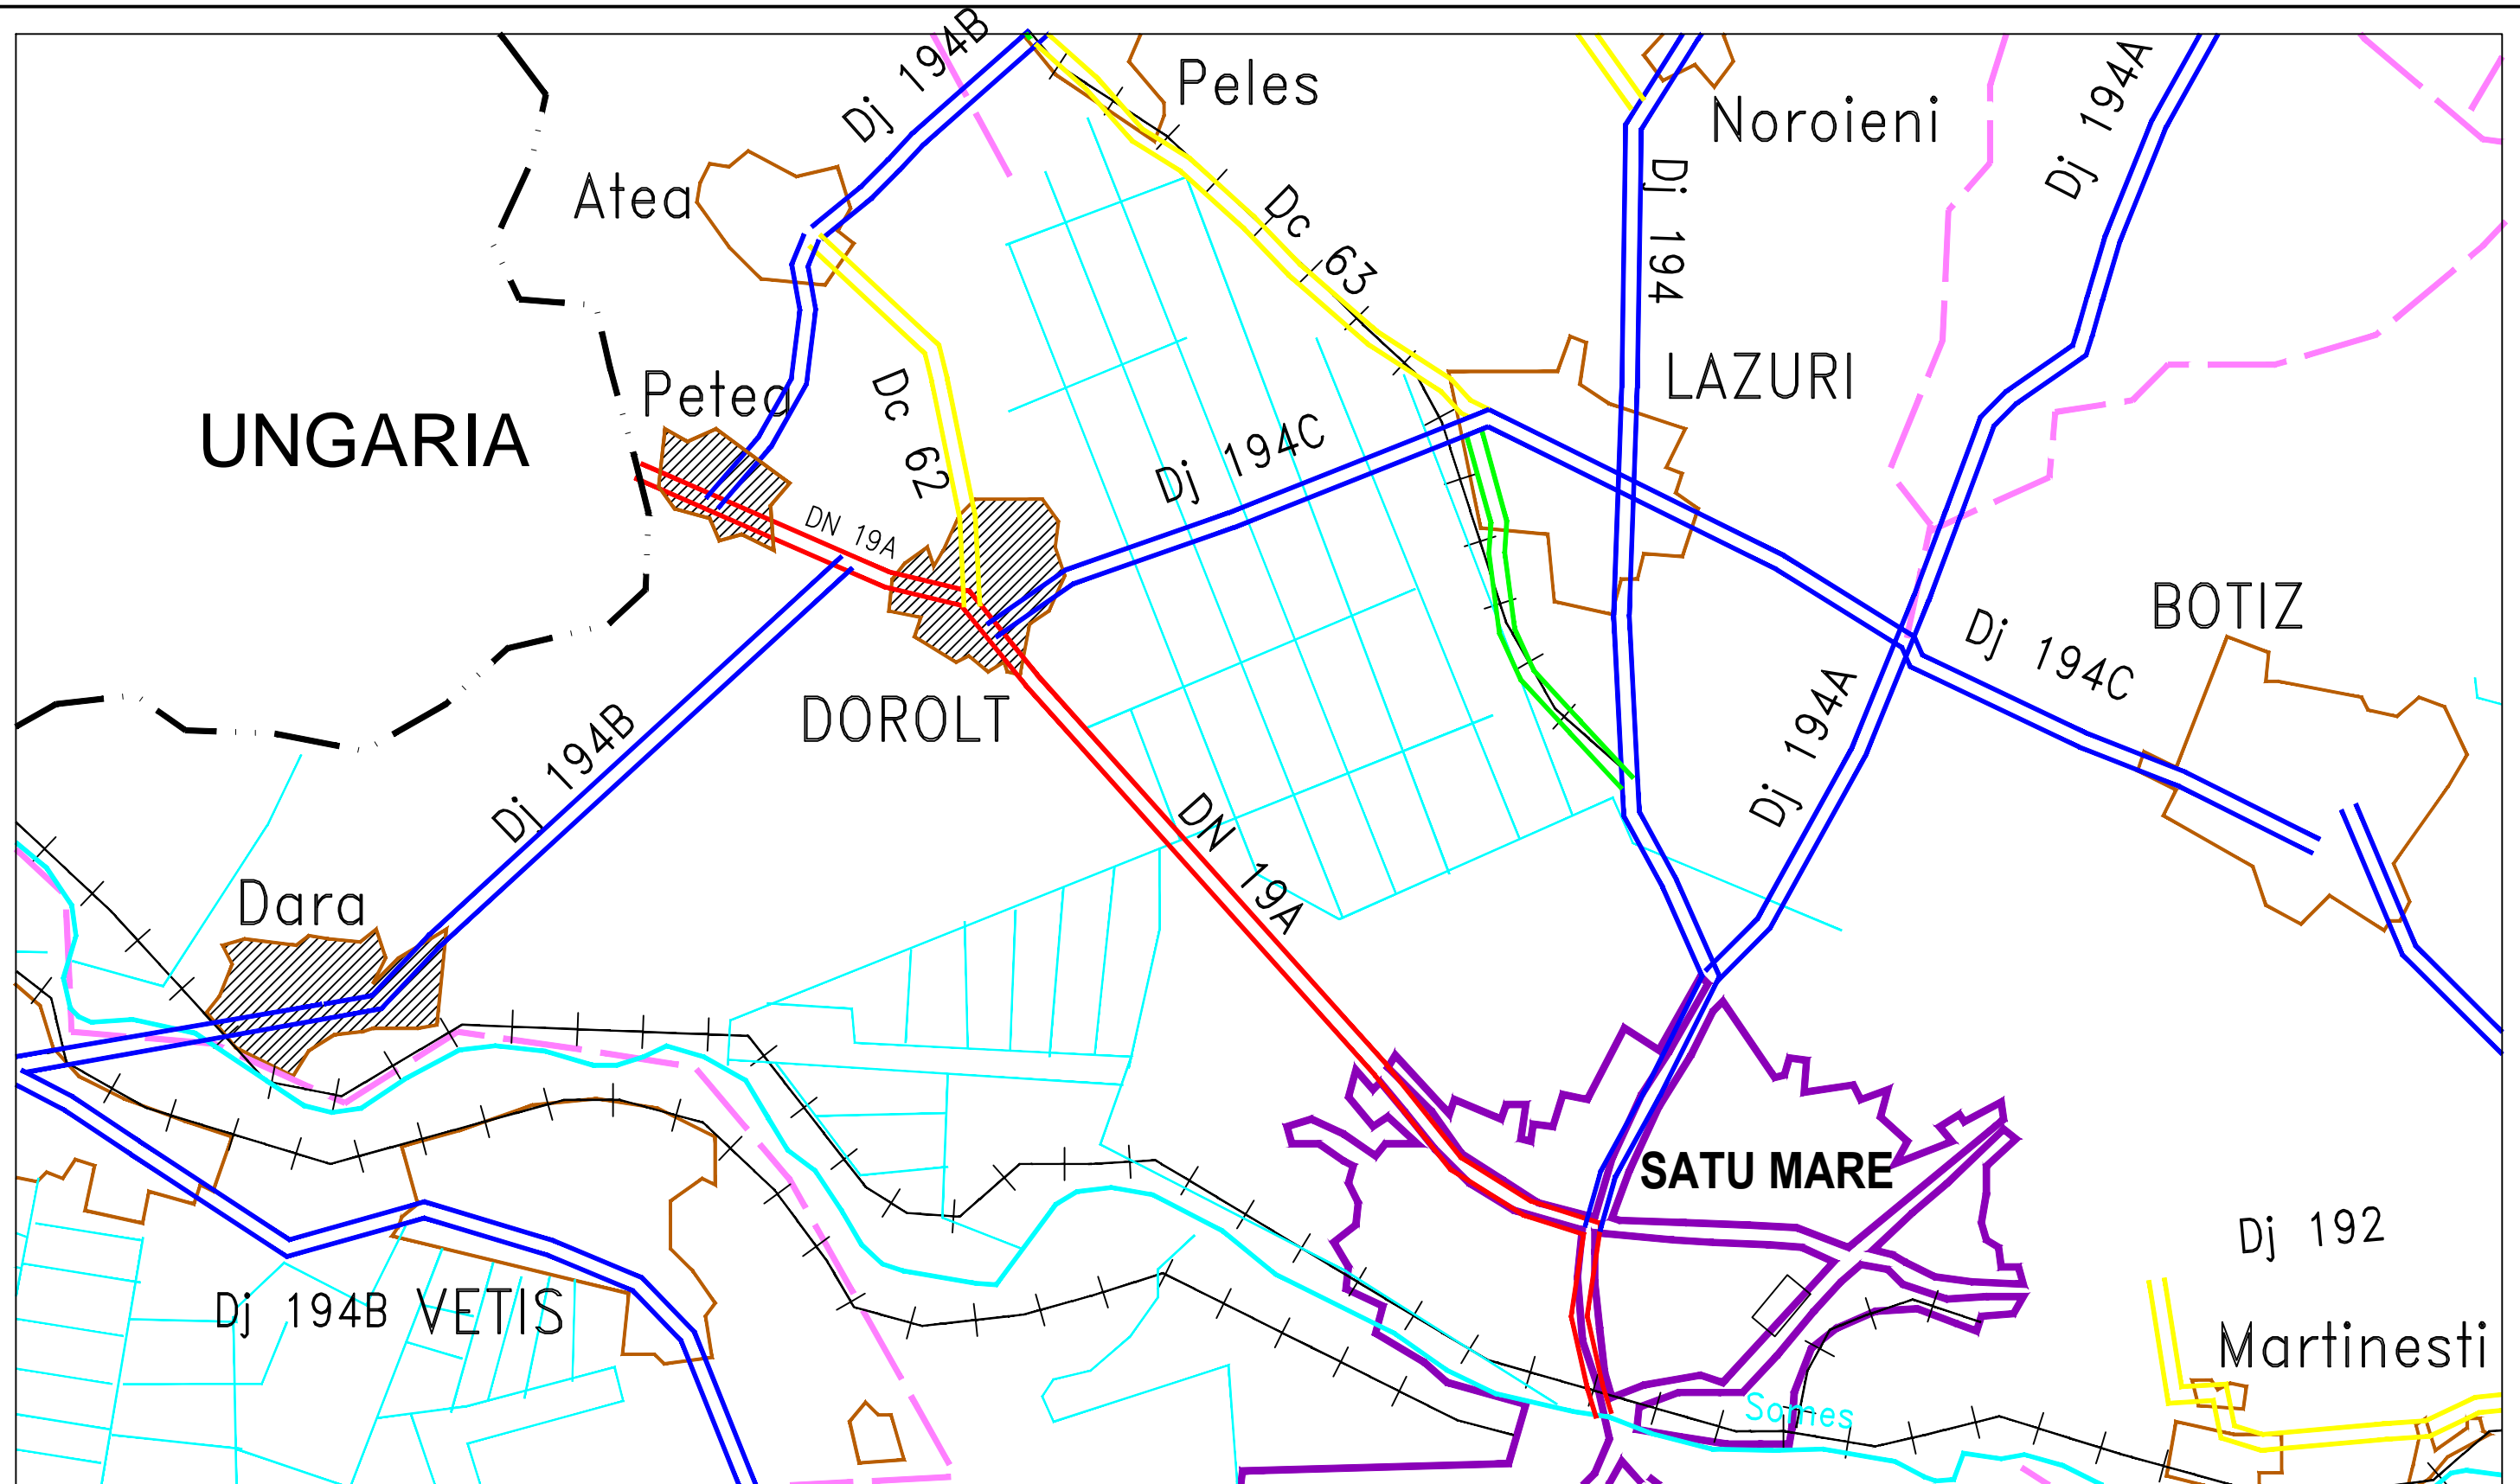 Dj 194B
Peles
Noroieni
Dj 194A
Atea
Dj 194
Dc 63
LAZURI
Petea
Dc 62
UNGARIA
Dj 194C
DN 19A
BOTIZ
Dj 194C
DOROLT
Dj 194A
Dj 194B
DN 19A
Dara
SATU MARE
Dj 192
Dj 194B
VETIS
Martinesti
Somes